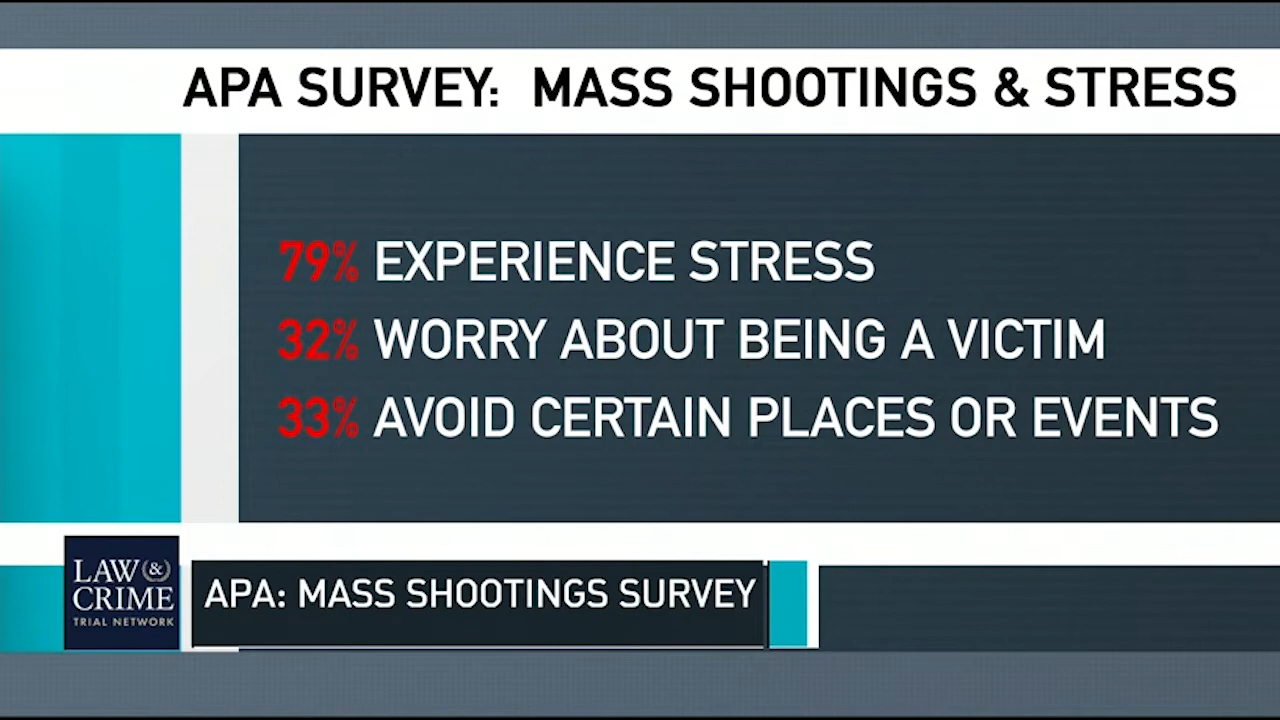 APA SURVEY: MASS SHOOTINGS & STRESS
79% EXPERIENCE STRESS
32% WORRY ABOUT BEING A VICTIM
33% AVOID CERTAIN PLACES OR EVENTS
LAW &
CRIME
TRIAL NETWORK
APA: MASS SHOOTINGS SURVEY